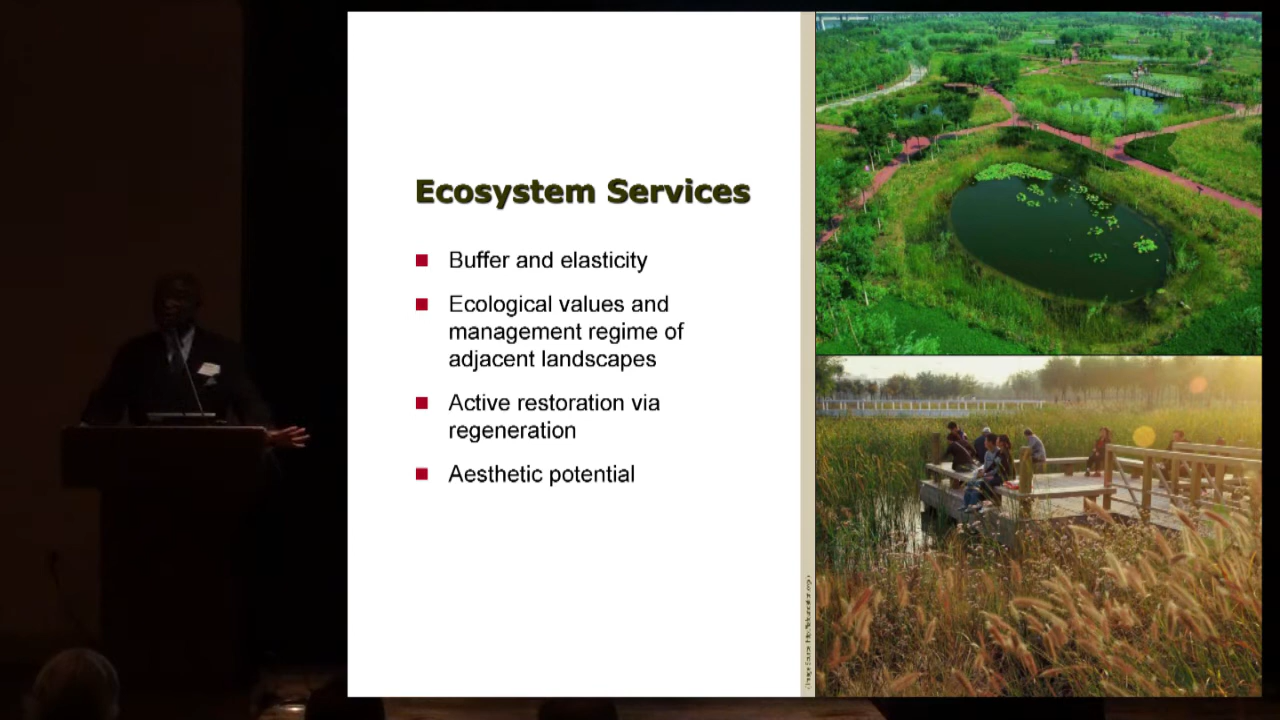 Ecosystem Services
Buffer and elasticity
Ecological values and
management regime of
adjacent landscapes
Active restoration via
regeneration
Aesthetic potential